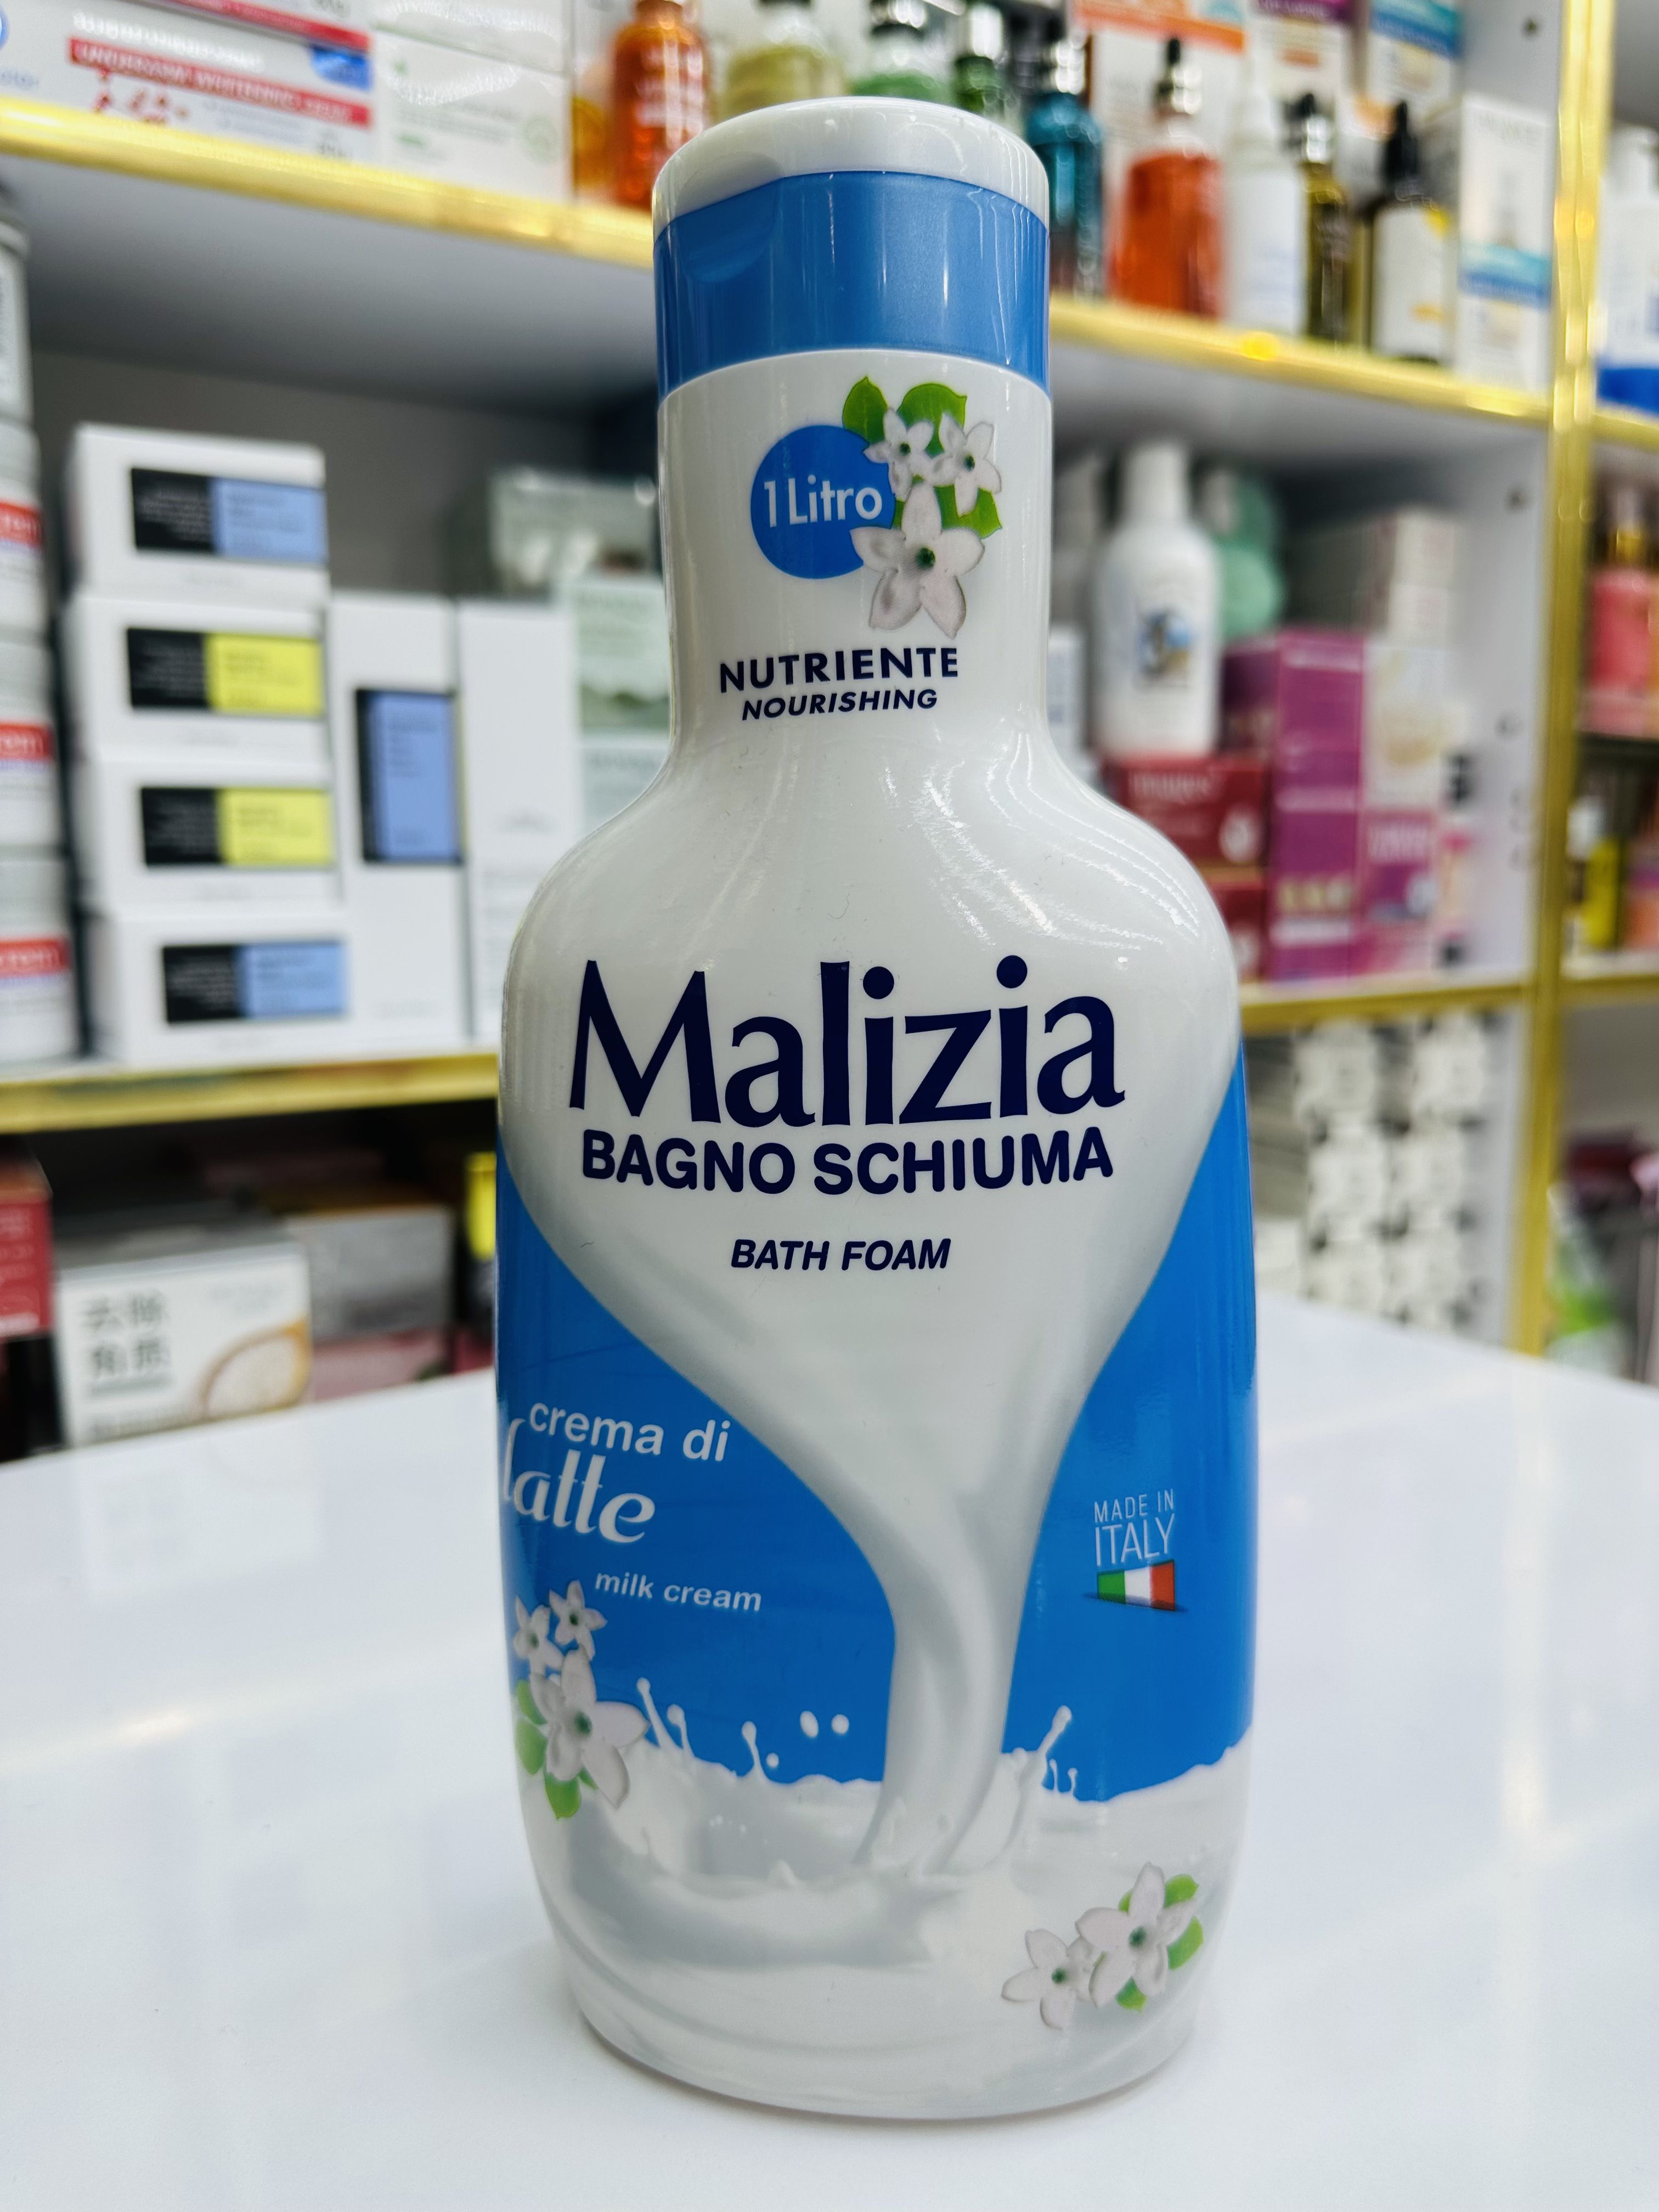 1 Litro
NUTRIENTE
NOURISHING
Malizia
BAGNO SCHIUMA
BATH FOAM
crema di
latte
milk cream
MADE IN
ITALY